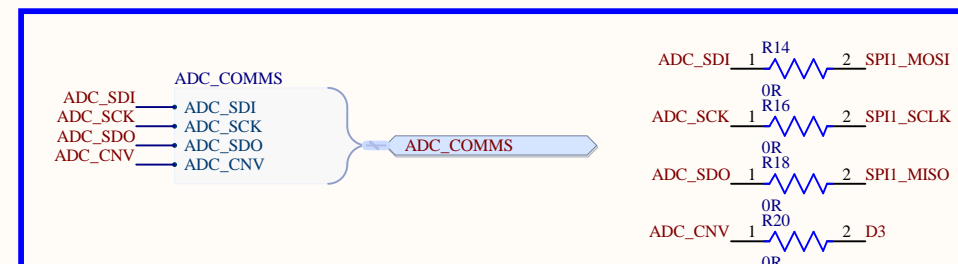 ADC_COMMS
ADC_SDI ADC_SDI
ADC_SCK ADC_SCK
ADC_SDO ADC_SDO
ADC_CNV ADC_CNV
ADC_COMMS
R14
ADC_SDI 1 2 SPI1_MOSI
0R
R16
ADC_SCK 1 2 SPI1_SCLK
0R
R18
ADC_SDO 1 2 SPI1_MISO
0R
R20
ADC_CNV 1 2 D3
0R